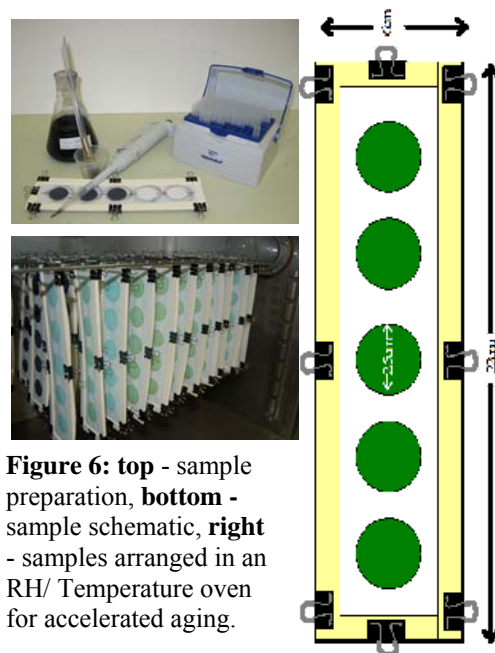 Figure 6: top - sample
preparation, bottom -
sample schematic, right
- samples arranged in an
RH/ Temperature oven
for accelerated aging.